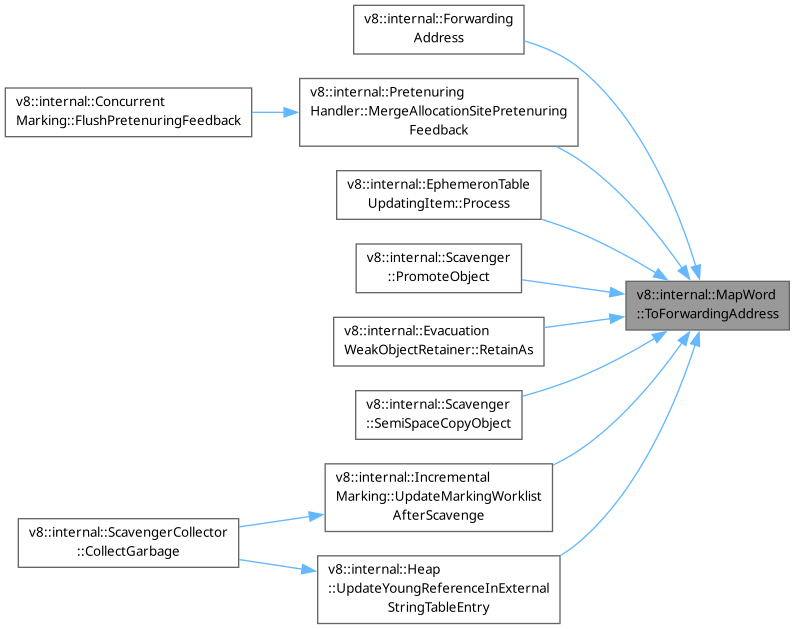 v8::internal::Forwarding
Address
v8::internal::Pretenuring
Handler::MergeAllocationSitePretenuring
Feedback
v8::internal::Concurrent
Marking::FlushPretenuringFeedback
v8::internal::EphemeronTable
UpdatingItem::Process
v8::internal::Scavenger
::PromoteObject
v8::internal::MapWord
::ToForwardingAddress
v8::internal::Evacuation
WeakObjectRetainer::RetainAs
v8::internal::Scavenger
::SemiSpaceCopyObject
v8::internal::Incremental
Marking::UpdateMarkingWorklist
AfterScavenge
v8::internal::ScavengerCollector
::CollectGarbage
v8::internal::Heap
::UpdateYoungReferenceInExternal
StringTableEntry